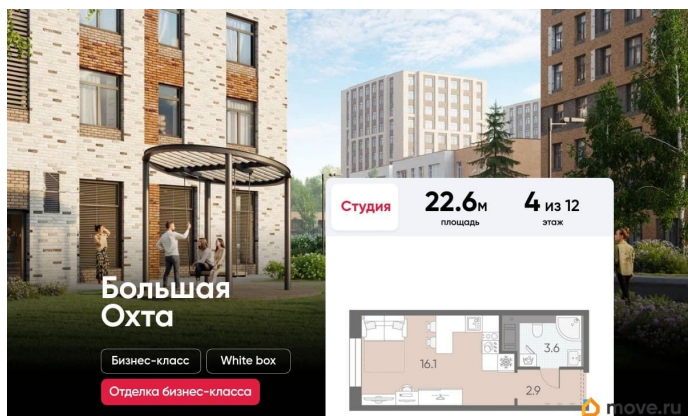 Студия
22.6м
площадь
4 из 12
этаж
Большая
Охта
Бизнес-класс
White box
Отделка бизнес-класса
16.1
3.6
2.9
move.ru